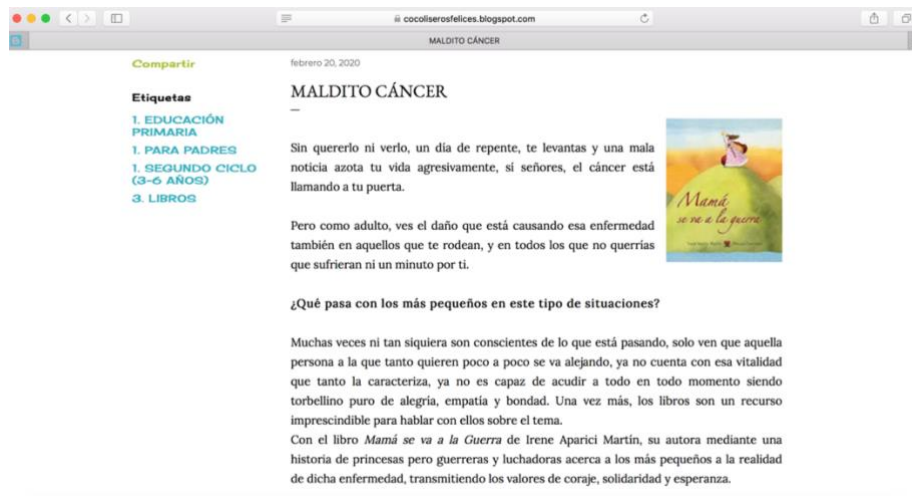 cocoliserosfelices.blogspot.com
MALDITO CÁNCER
Compartir
Etiquetas
1. EDUCACIÓN
PRIMARIA
1. PARA PADRES
1. SEGUNDO CICLO
(3-6 AÑOS)
3. LIBROS
febrero 20, 2020
MALDITO CÁNCER
Sin quererlo ni verlo, un día de repente, te levantas y una mala
noticia azota tu vida agresivamente, si señores, el cáncer está
llamando a tu puerta.
Pero como adulto, ves el daño que está causando esa enfermedad
también en aquellos que te rodean, y en todos los que no querrías
que sufrieran ni un minuto por ti.
Mamá
se va a la guerra
¿Qué pasa con los más pequeños en este tipo de situaciones?
Muchas veces ni tan siquiera son conscientes de lo que está pasando, solo ven que aquella
persona a la que tanto quieren poco a poco se va alejando, ya no cuenta con esa vitalidad
que tanto la caracteriza, ya no es capaz de acudir a todo en todo momento siendo
torbellino puro de alegría, empatía y bondad. Una vez más, los libros son un recurso
imprescindible para hablar con ellos sobre el tema.
Con el libro Mamá se va a la Guerra de Irene Aparici Martín, su autora mediante una
historia de princesas pero guerreras y luchadoras acerca a los más pequeños a la realidad
de dicha enfermedad, transmitiendo los valores de coraje, solidaridad y esperanza.